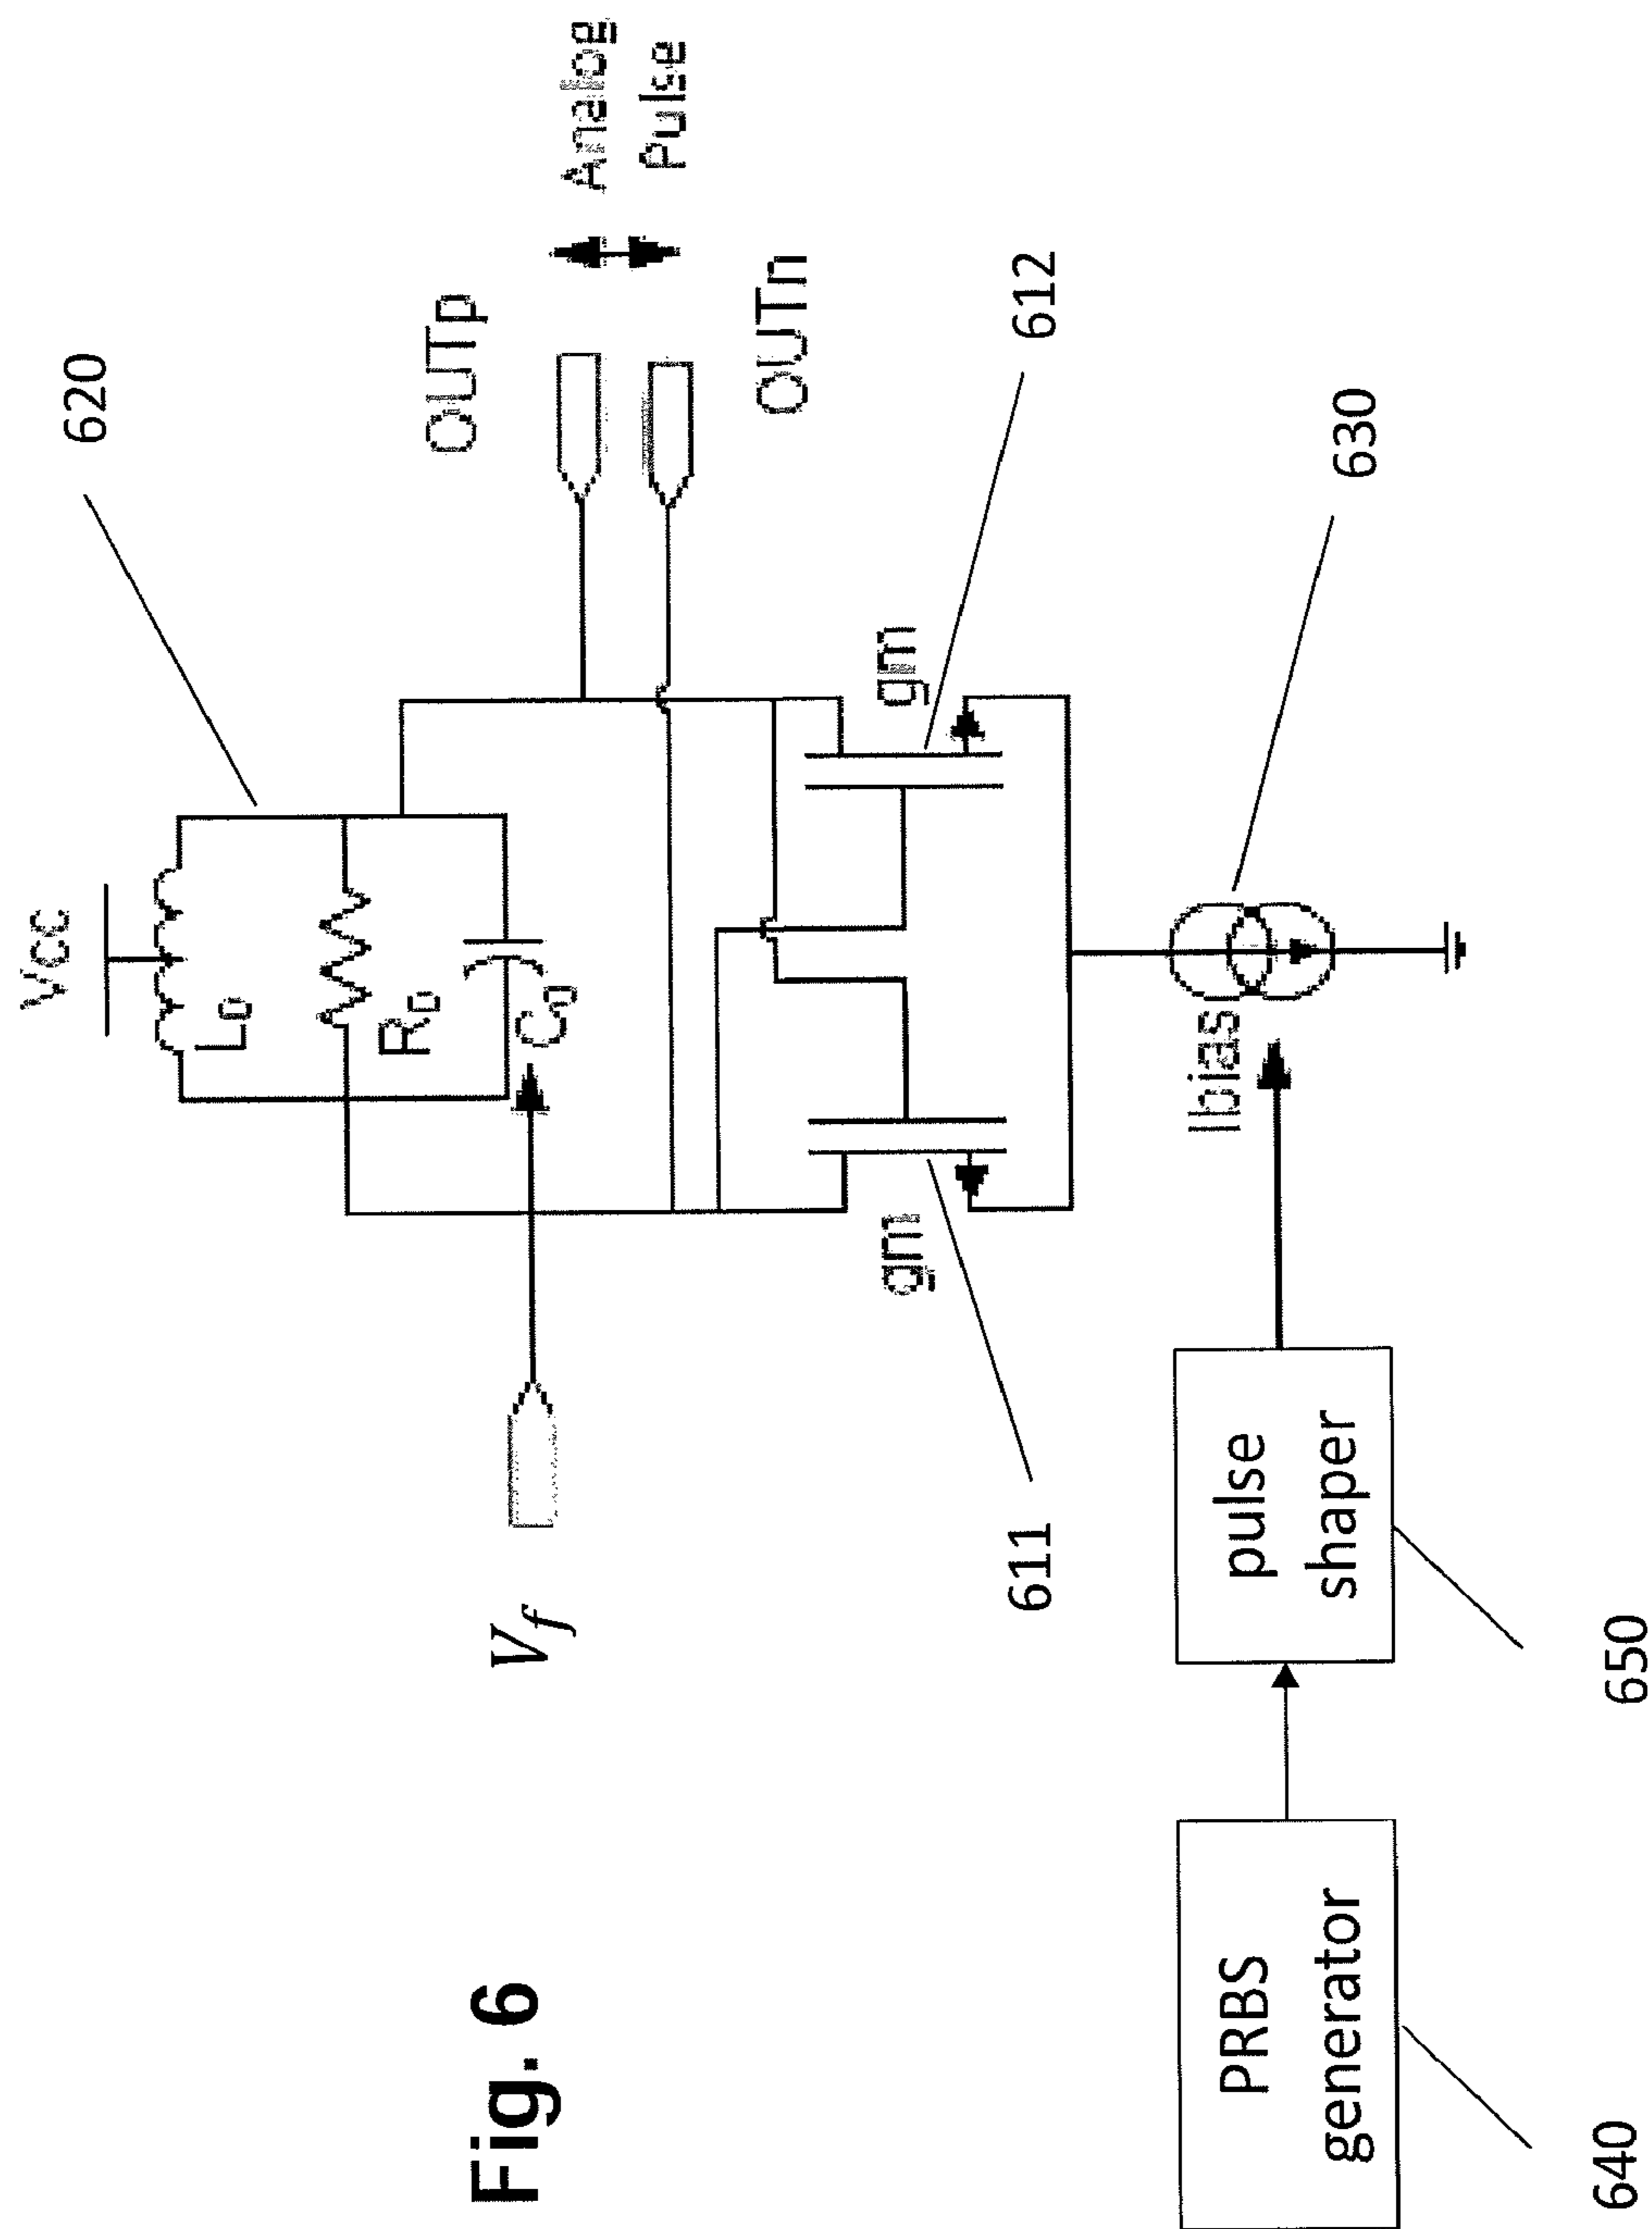 Vcc
620
L0
R0
C0
OUTp
Analog
Pulse
OUTn
Vf
gm
gm
611
612
Ibias
630
PRBS
generator
640
pulse
shaper
650
Fig. 6